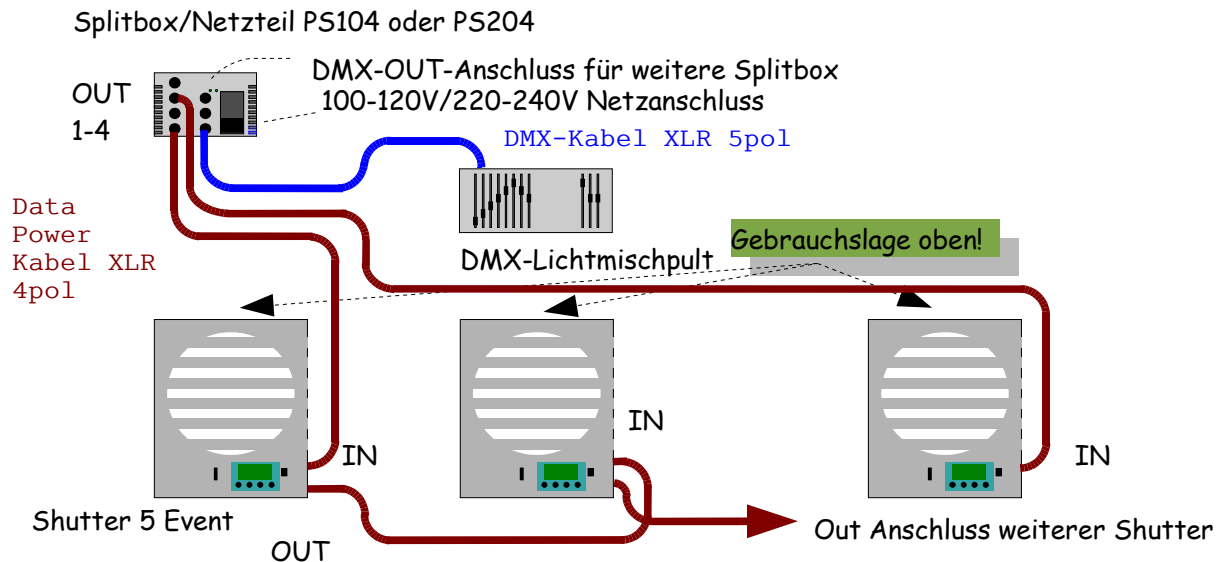 Splitbox/Netzteil PS104 oder PS204
DMX-OUT-Anschluss für weitere Splitbox
100-120V/220-240V Netzanschluss
OUT
1-4
DMX-Kabel XLR 5pol
Data
Power
Kabel XLR
4pol
Gebrauchslage oben!
DMX-Lichtmischpult
IN
IN
IN
Shutter 5 Event
OUT
Out Anschluss weiterer Shutter